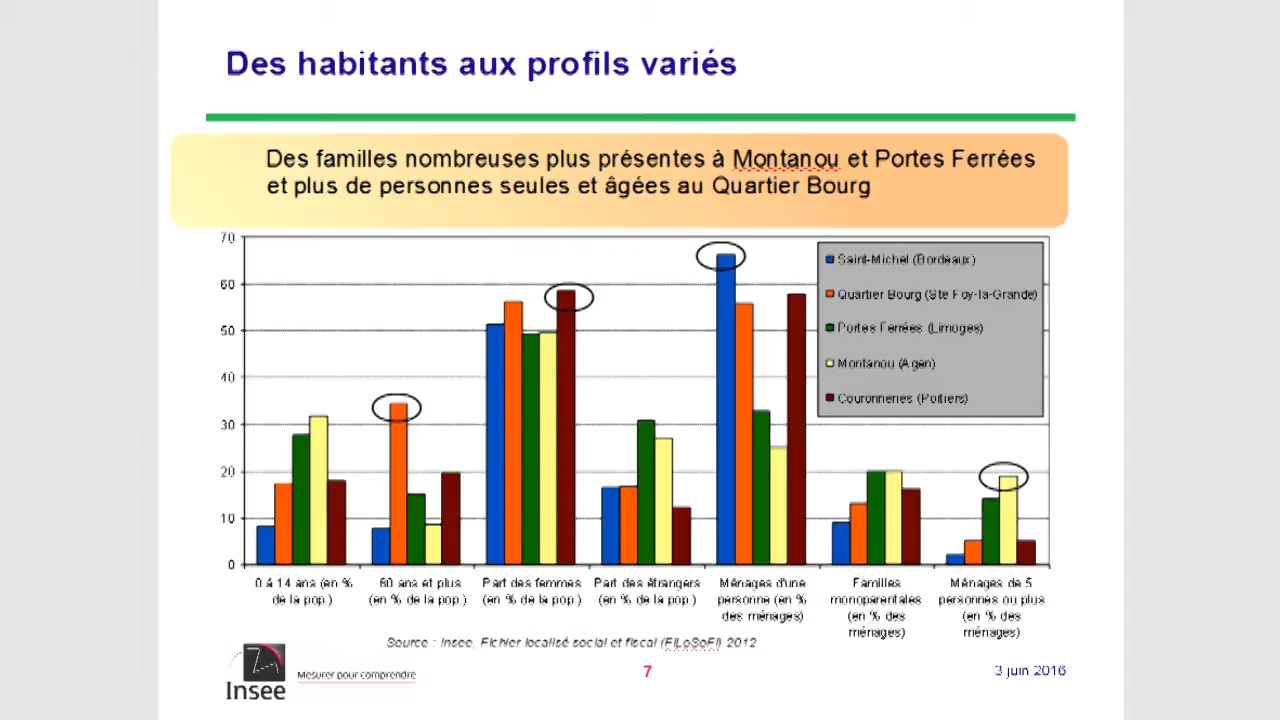 Des habitants aux profils variés
Des familles nombreuses plus présentes à Montanou et Portes Ferrées
et plus de personnes seules et âgées au Quartier Bourg
70
60
50
40
30
20
10
0
Saint-Michel (Bordeaux)
Quartier Bourg (Ste Foy-la-Grande)
Portes Ferrées (Limoges)
Montanou (Agen)
Couronneries (Poitiers)
0 à 14 ans (en %
de la pop.)
60 ans et plus
(en % de la pop.)
Part des femmes
(en % de la pop.)
Part des étrangers
(en % de la pop.)
Ménages d'une
personne (en %
des ménages)
Familles
monoparentales
(en % des
ménages)
Ménages de 5
personnes ou plus
(en % des
ménages)
Source : Insee, Fichier localisé social et fiscal (FiLoSoFi) 2012
Insee
Mesurer pour comprendre
7
3 juin 2016